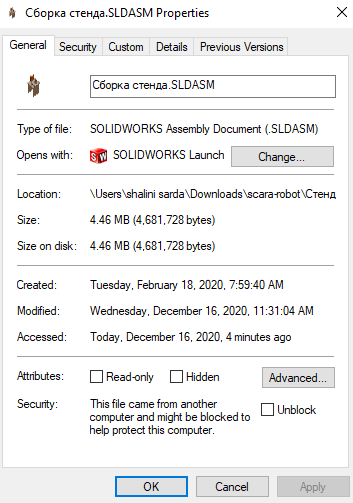 Сборка стенда.SLDASM Properties
General Security Custom Details Previous Versions
Сборка стенда.SLDASM
Type of file: SOLIDWORKS Assembly Document (.SLDASM)
Opens with: SW SOLIDWORKS Launch Change...
Location: \Users\shalini sarda\Downloads\scara-robot\Стенд
Size: 4.46 MB (4,681,728 bytes)
Size on disk: 4.46 MB (4,681,728 bytes)
Created: Tuesday, February 18, 2020, 7:59:40 AM
Modified: Wednesday, December 16, 2020, 11:31:04 AM
Accessed: Today, December 16, 2020, 4 minutes ago
Attributes: Read-only Hidden Advanced...
Security: This file came from another
computer and might be blocked to Unblock
help protect this computer.
OK Cancel Apply